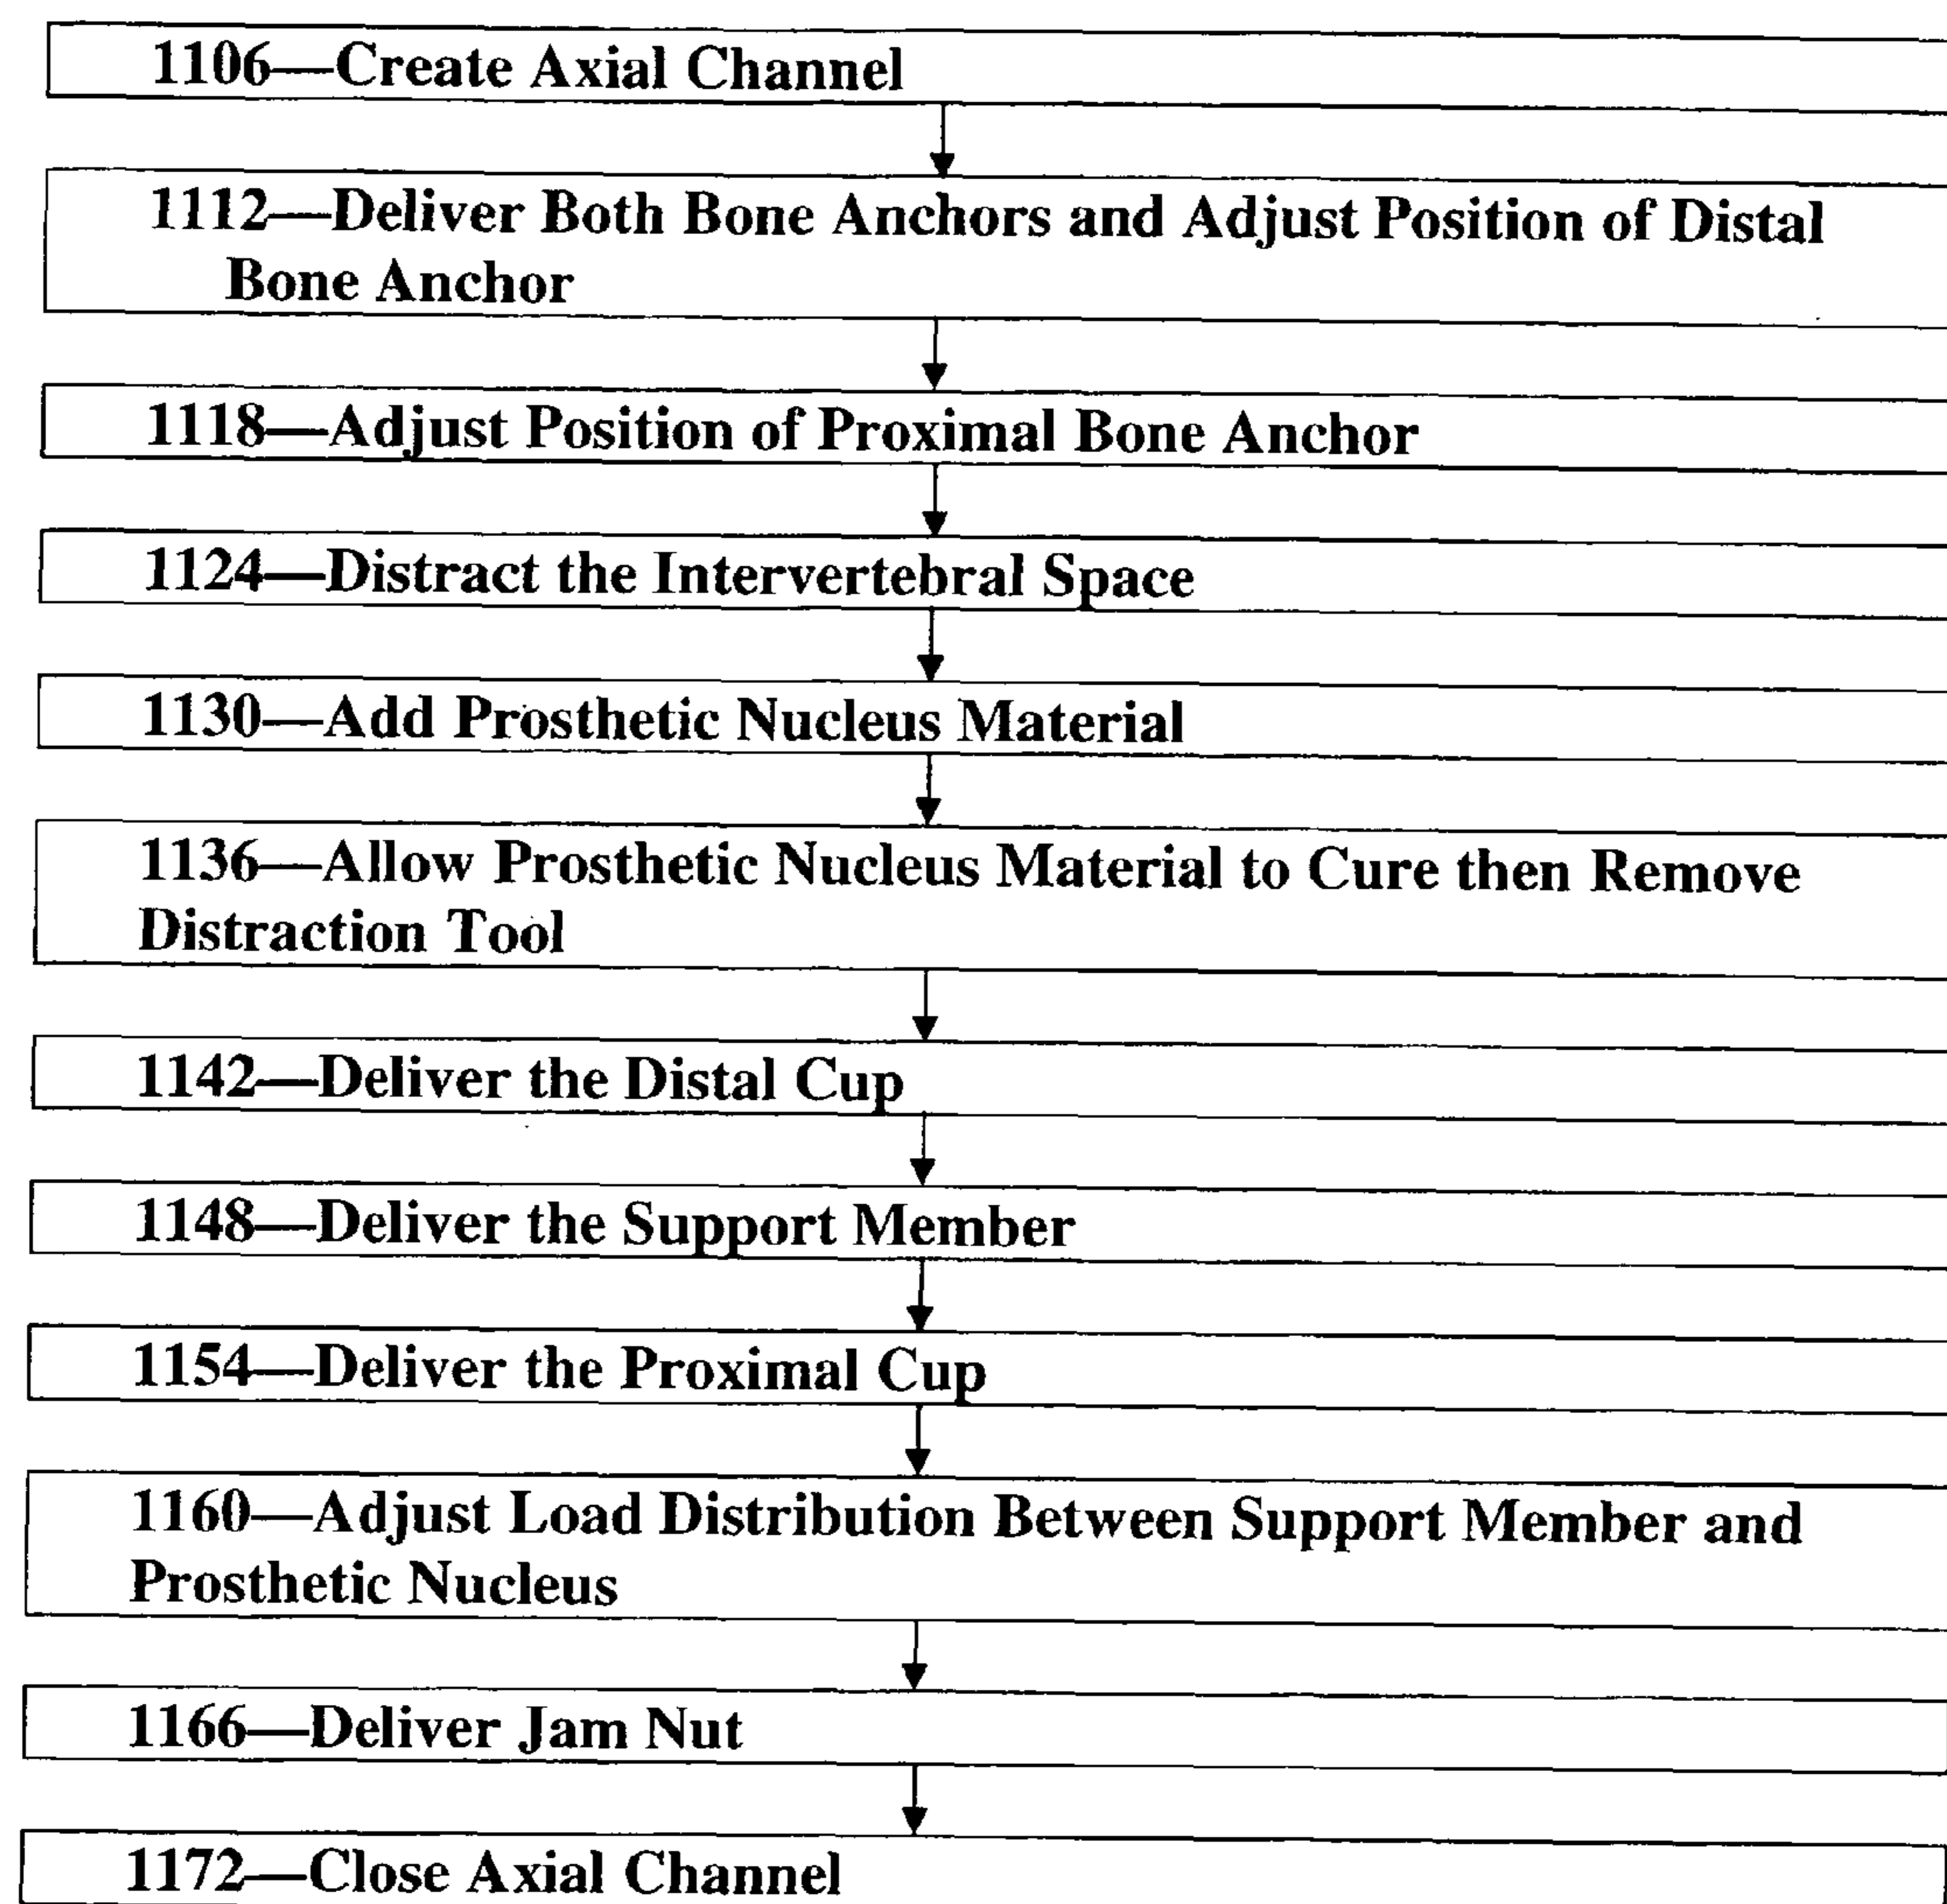 1106—Create Axial Channel
1112—Deliver Both Bone Anchors and Adjust Position of Distal
Bone Anchor
1118—Adjust Position of Proximal Bone Anchor
1124—Distract the Intervertebral Space
1130—Add Prosthetic Nucleus Material
1136—Allow Prosthetic Nucleus Material to Cure then Remove
Distraction Tool
1142—Deliver the Distal Cup
1148—Deliver the Support Member
1154—Deliver the Proximal Cup
1160—Adjust Load Distribution Between Support Member and
Prosthetic Nucleus
1166—Deliver Jam Nut
1172—Close Axial Channel